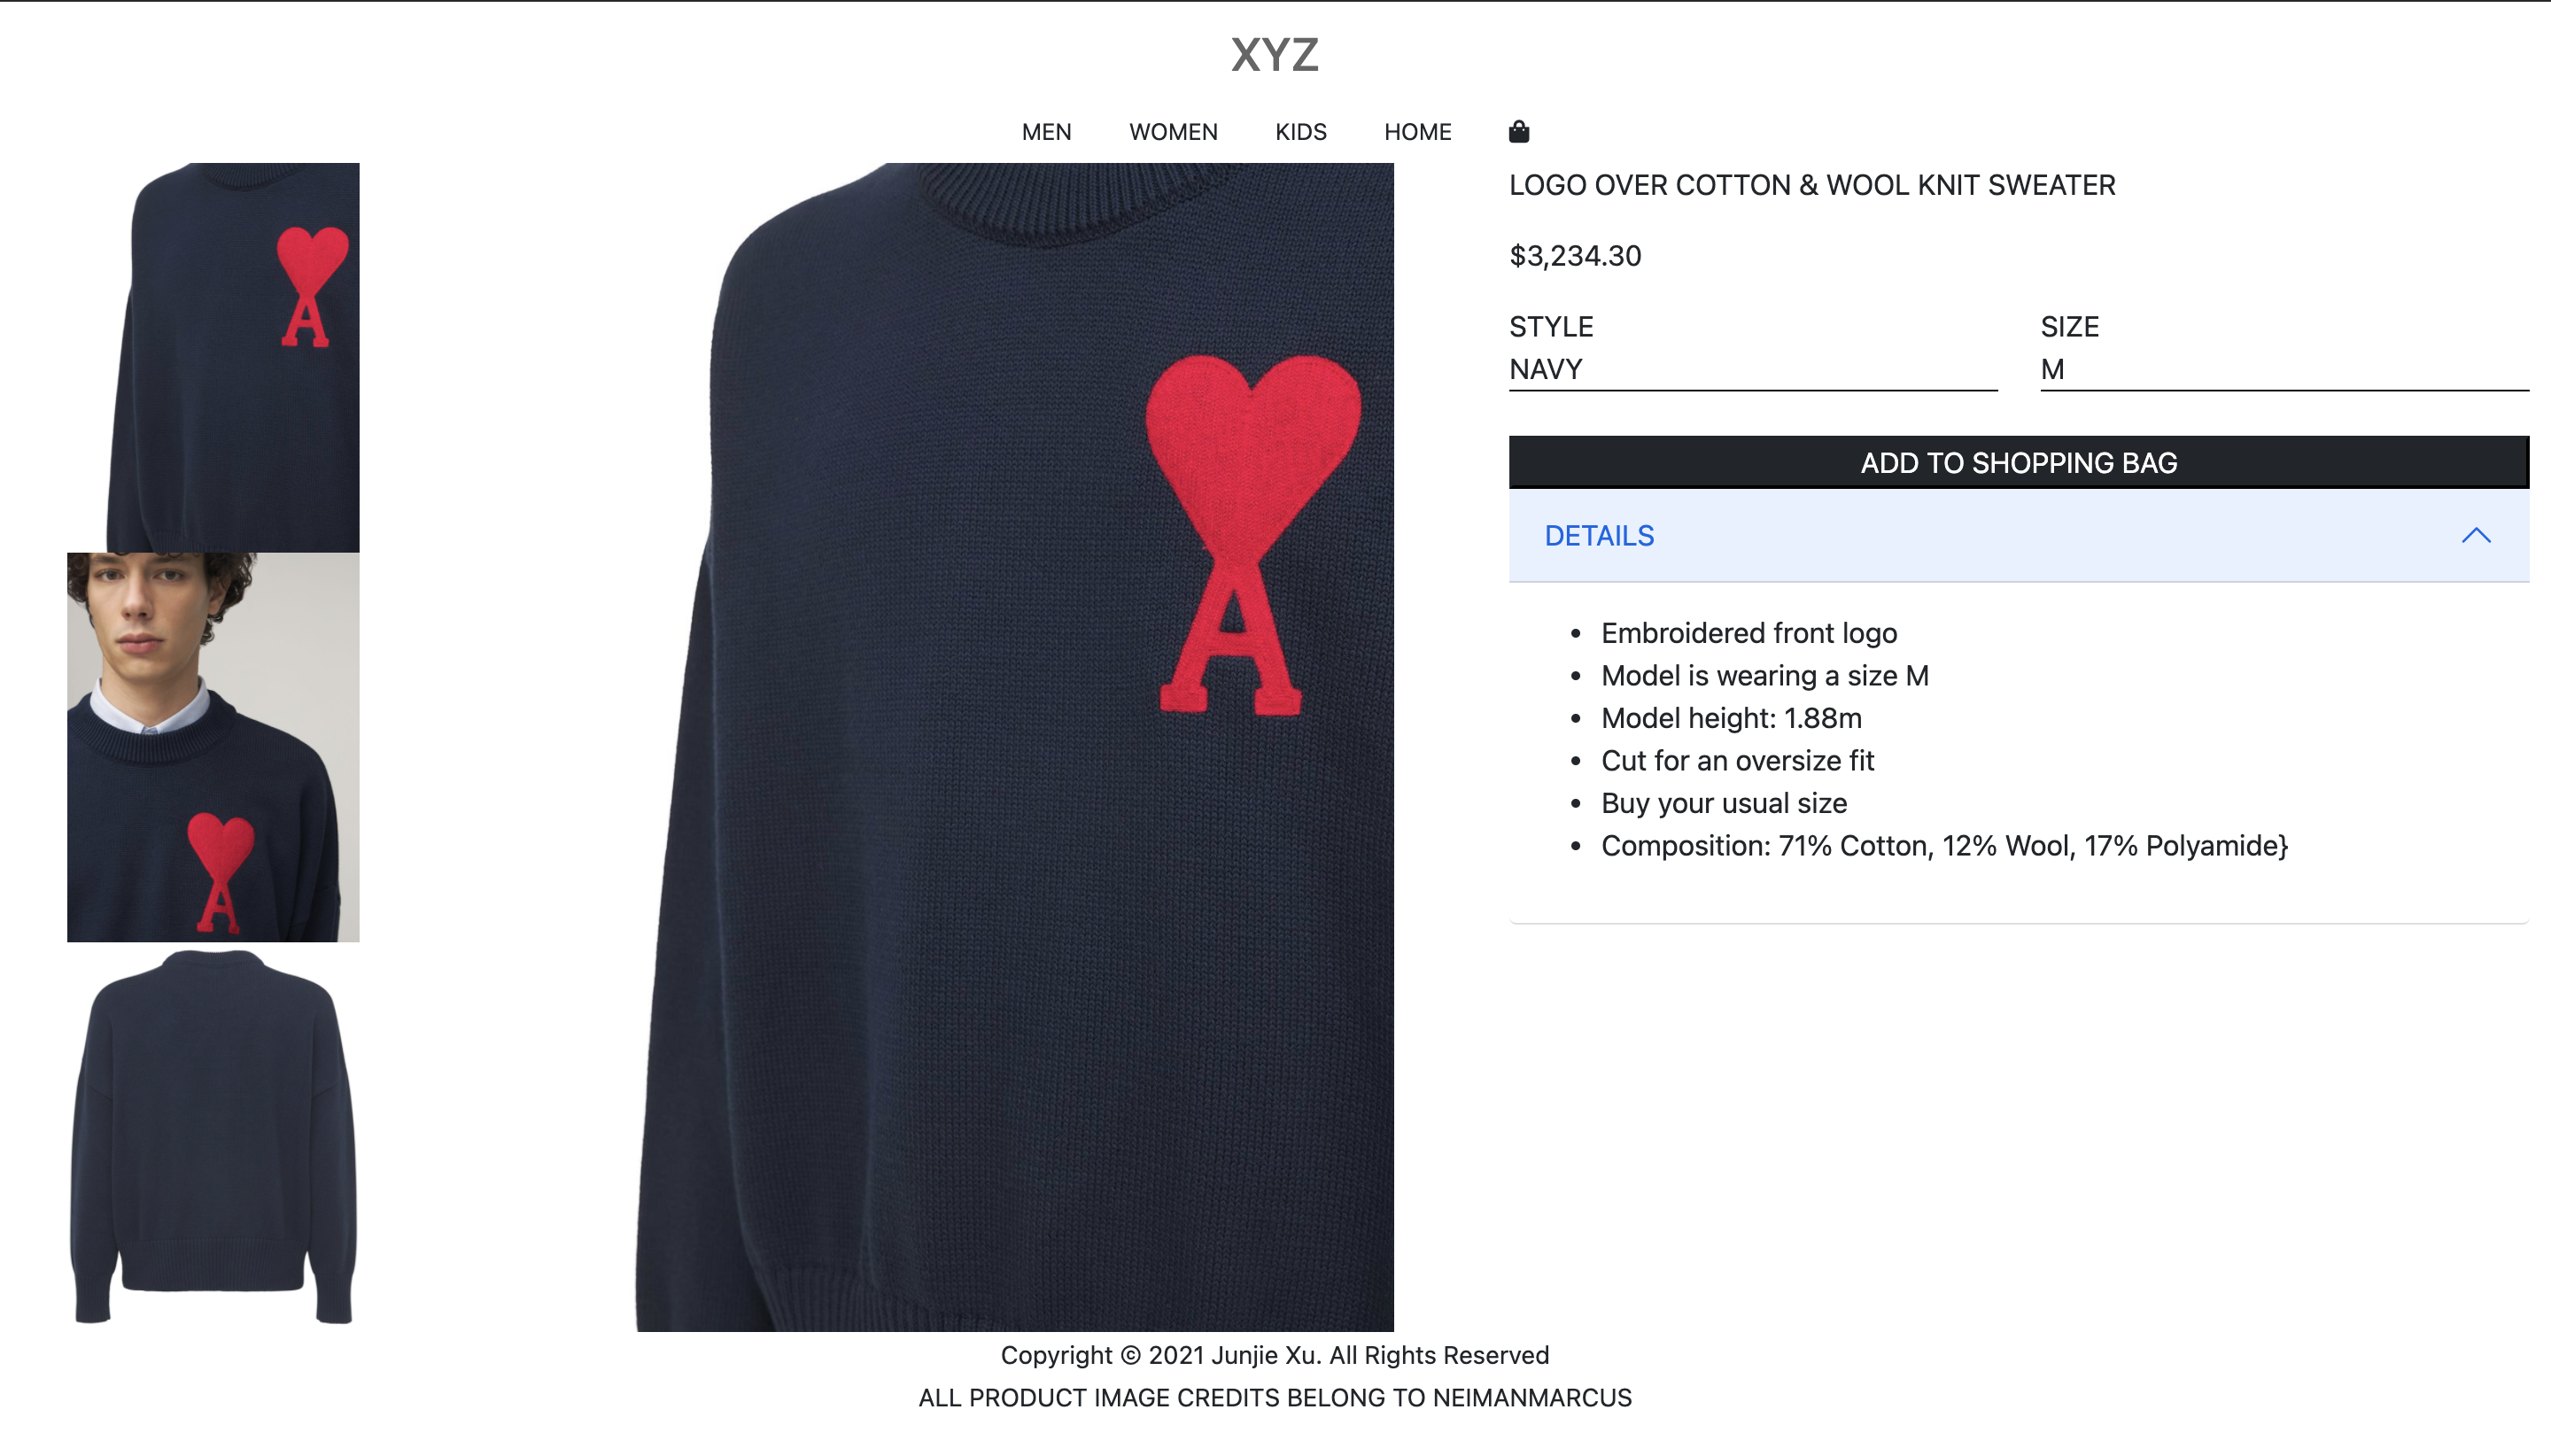 XYZ
MEN WOMEN KIDS HOME
LOGO OVER COTTON & WOOL KNIT SWEATER
$3,234.30
STYLE SIZE
NAVY M
ADD TO SHOPPING BAG
DETAILS
Embroidered front logo
Model is wearing a size M
Model height: 1.88m
Cut for an oversize fit
Buy your usual size
Composition: 71% Cotton, 12% Wool, 17% Polyamide}
A
A
A
Copyright © 2021 Junjie Xu. All Rights Reserved
ALL PRODUCT IMAGE CREDITS BELONG TO NEIMANMARCUS